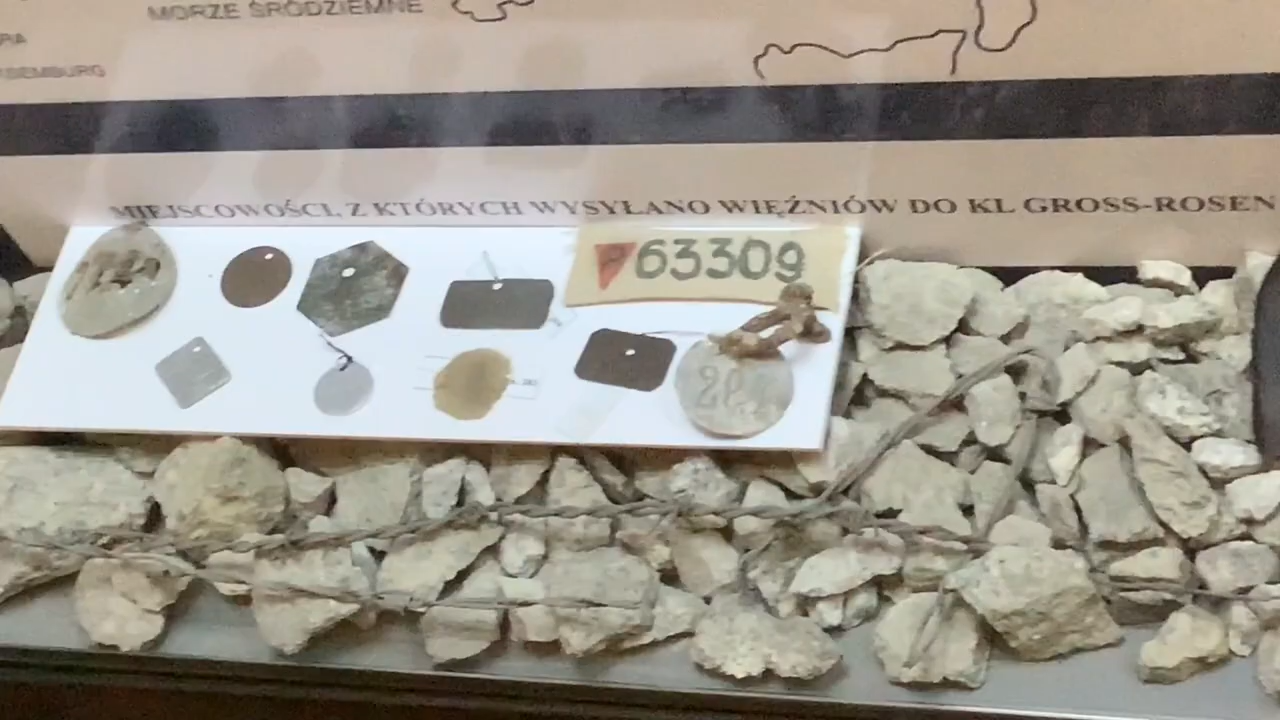 MORZE ŚRÓDZIEMNE
MIEJSCOWOŚCI, Z KTÓRYCH WYSYŁANO WIĘŹNIÓW DO KL GROSS-ROSEN
P 63309